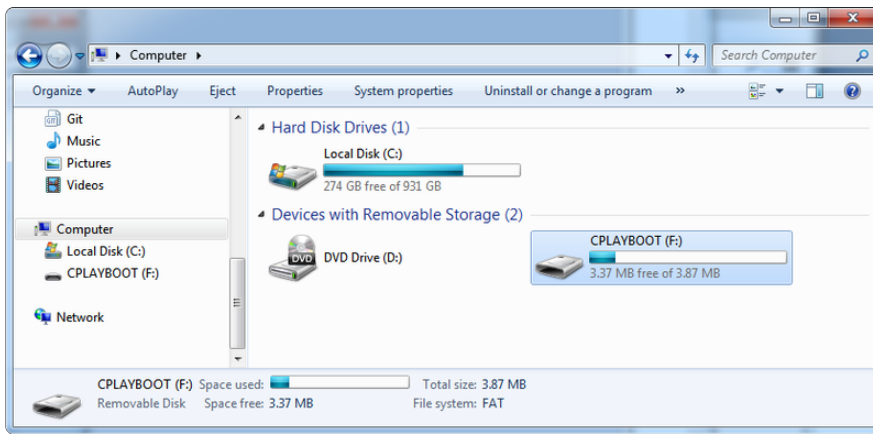 Computer
Search Computer
Organize AutoPlay Eject Properties System properties Uninstall or change a program »
Git
Music
Pictures
Videos
Computer
Local Disk (C:)
CPLAYBOOT (F:)
Network
Hard Disk Drives (1)
Local Disk (C:)
274 GB free of 931 GB
Devices with Removable Storage (2)
DVD
DVD Drive (D:)
CPLAYBOOT (F:)
3.37 MB free of 3.87 MB
CPLAYBOOT (F:) Space used: Total size: 3.87 MB
Removable Disk Space free: 3.37 MB File system: FAT